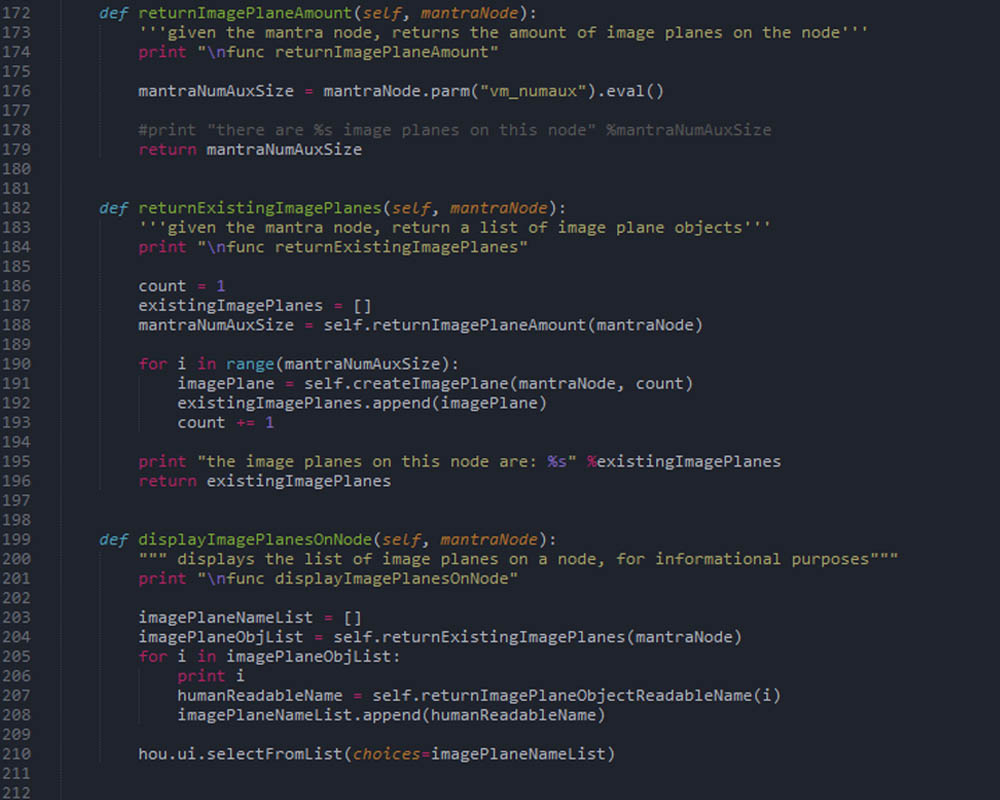 172 def returnImagePlaneAmount(self, mantraNode):
173 '''given the mantra node, returns the amount of image planes on the node'''
174 print "\nfunc returnImagePlaneAmount"
175
176 mantraNumAuxSize = mantraNode.parm("vm_numaux").eval()
177
178 #print "there are %s image planes on this node" %mantraNumAuxSize
179 return mantraNumAuxSize
180
181
182 def returnExistingImagePlanes(self, mantraNode):
183 '''given the mantra node, return a list of image plane objects'''
184 print "\nfunc returnExistingImagePlanes"
185
186 count = 1
187 existingImagePlanes = []
188 mantraNumAuxSize = self.returnImagePlaneAmount(mantraNode)
189
190 for i in range(mantraNumAuxSize):
191 imagePlane = self.createImagePlane(mantraNode, count)
192 existingImagePlanes.append(imagePlane)
193 count += 1
194
195 print "the image planes on this node are: %s" %existingImagePlanes
196 return existingImagePlanes
197
198
199 def displayImagePlanesOnNode(self, mantraNode):
200 """ displays the list of image planes on a node, for informational purposes"""
201 print "\nfunc displayImagePlanesOnNode"
202
203 imagePlaneNameList = []
204 imagePlaneObjList = self.returnExistingImagePlanes(mantraNode)
205 for i in imagePlaneObjList:
206 print i
207 humanReadableName = self.returnImagePlaneObjectReadableName(i)
208 imagePlaneNameList.append(humanReadableName)
209
210 hou.ui.selectFromList(choices=imagePlaneNameList)
211
212